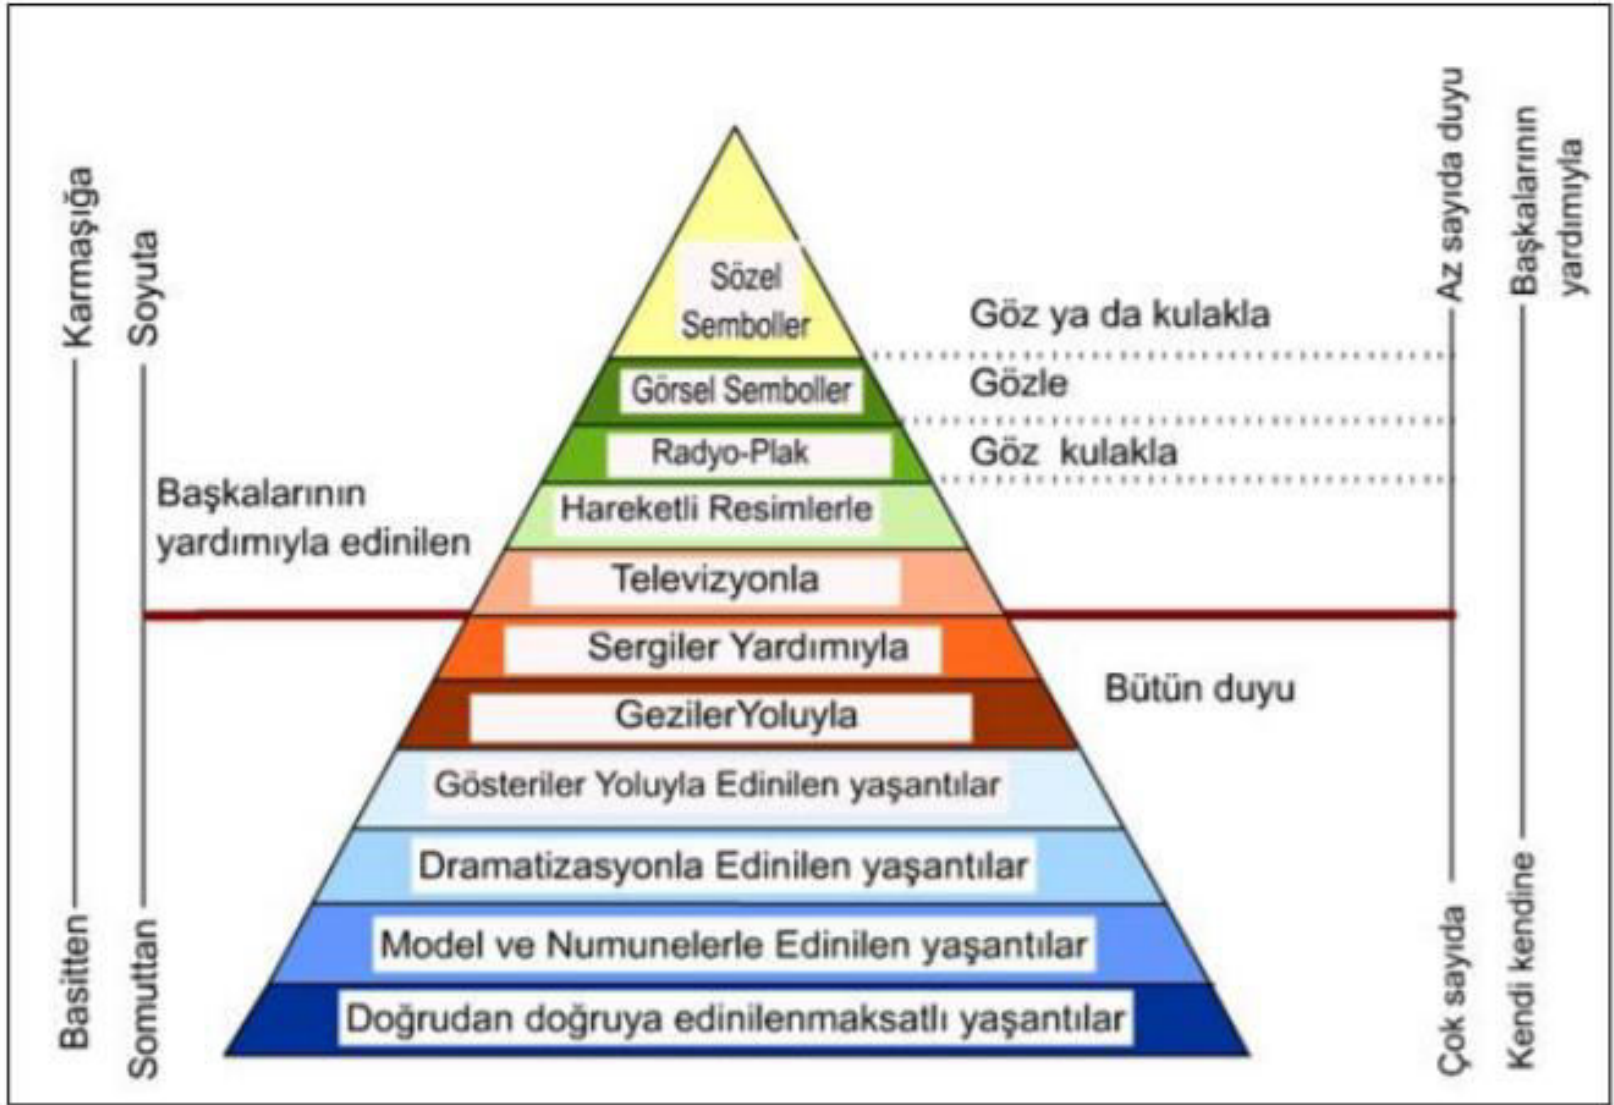 Karmaşığa
Basitten
Soyuta
Somuttan
Başkalarının
yardımıyla edinilen
Sözel
Semboller
Görsel Semboller
Radyo-Plak
Hareketli Resimlerle
Televizyonla
Sergiler Yardımıyla
GezilerYoluyla
Gösteriler Yoluyla Edinilen yaşantılar
Dramatizasyonla Edinilen yaşantılar
Model ve Numunelerle Edinilen yaşantılar
Doğrudan doğruya edinilenmaksatlı yaşantılar
Göz ya da kulakla
Gözle
Göz kulakla
Bütün duyu
Az sayıda duyu
Çok sayıda
Başkalarının
yardımıyla
Kendi kendine